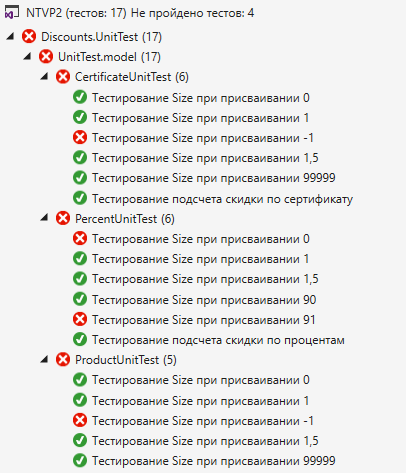 NTVP2 (тестов: 17) Не пройдено тестов: 4
Discounts.UnitTest (17)
UnitTest.model (17)
CertificateUnitTest (6)
Тестирование Size при присваивании 0
Тестирование Size при присваивании 1
Тестирование Size при присваивании -1
Тестирование Size при присваивании 1,5
Тестирование Size при присваивании 99999
Тестирование подсчета скидки по сертификату
PercentUnitTest (6)
Тестирование Size при присваивании 0
Тестирование Size при присваивании 1
Тестирование Size при присваивании 1,5
Тестирование Size при присваивании 90
Тестирование Size при присваивании 91
Тестирование подсчета скидки по процентам
ProductUnitTest (5)
Тестирование Size при присваивании 0
Тестирование Size при присваивании 1
Тестирование Size при присваивании -1
Тестирование Size при присваивании 1,5
Тестирование Size при присваивании 99999